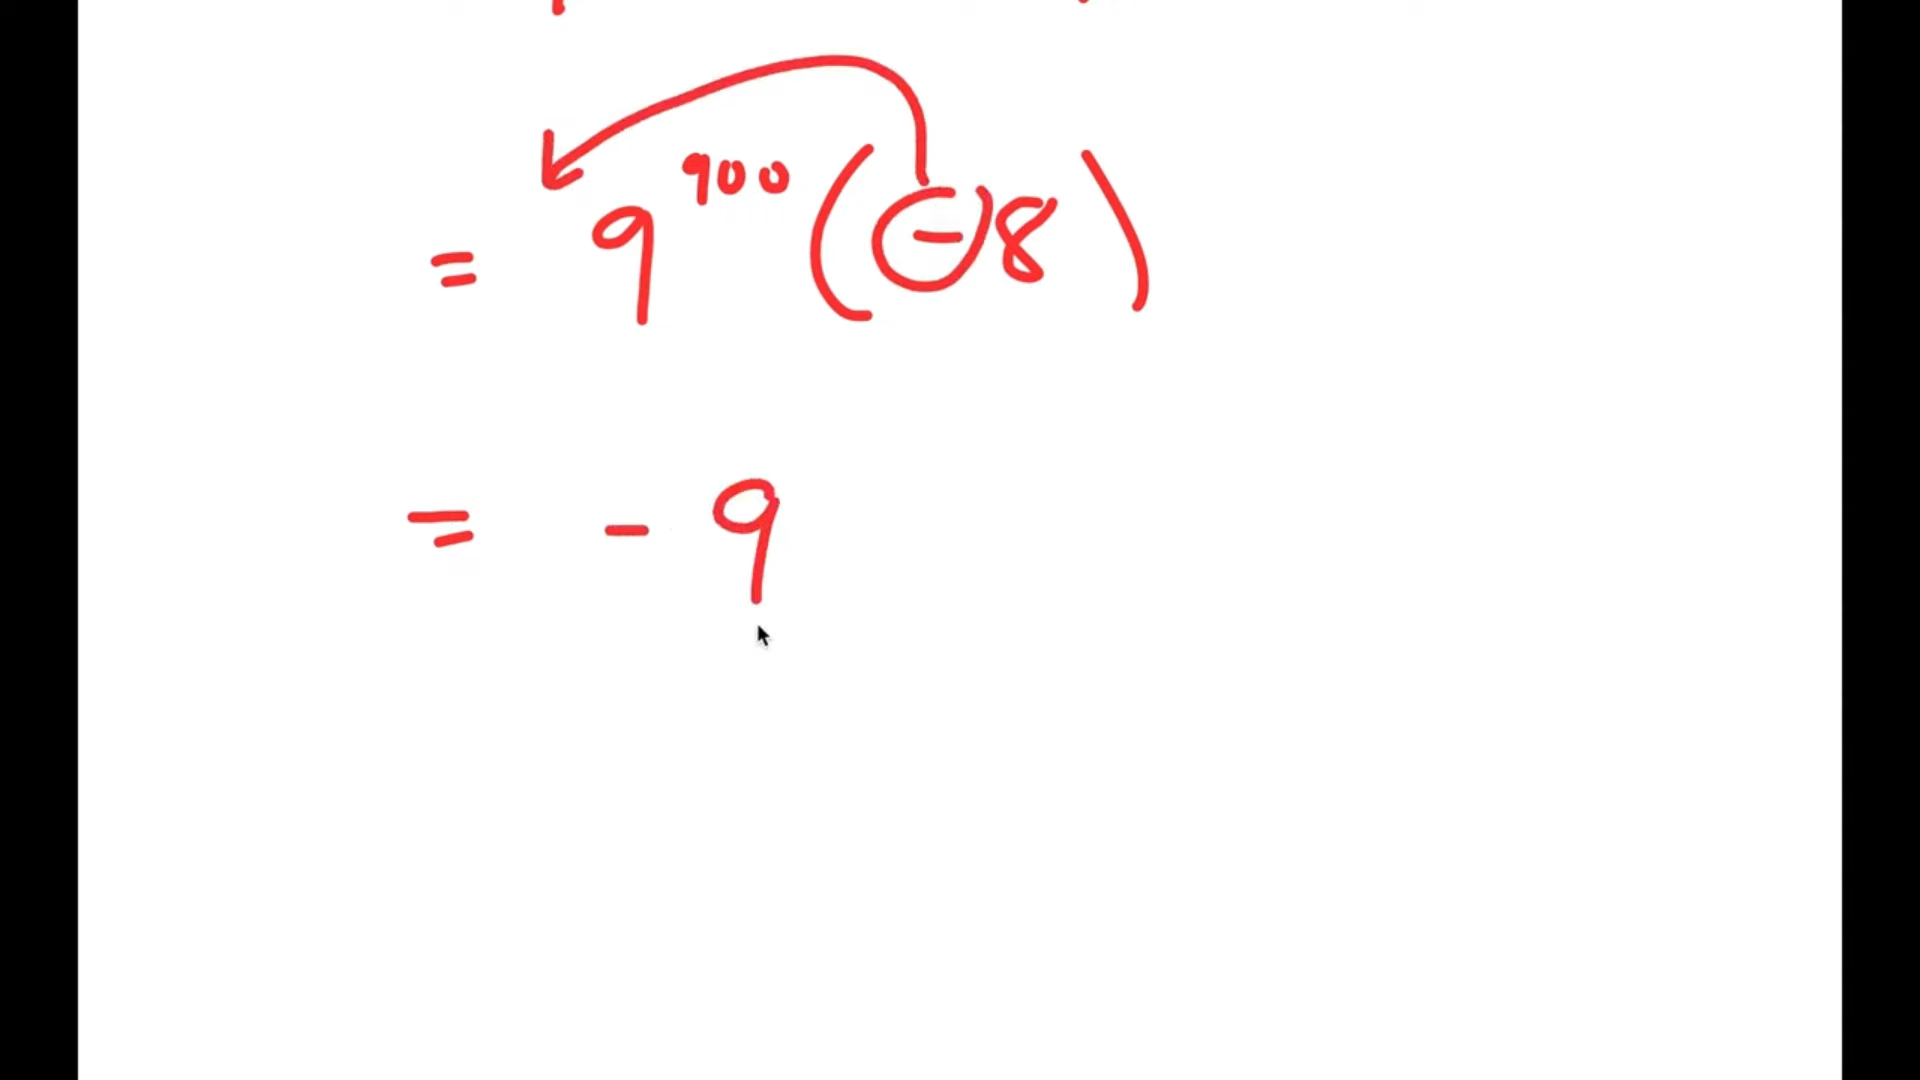 = 9^900 (-8)
= - 9